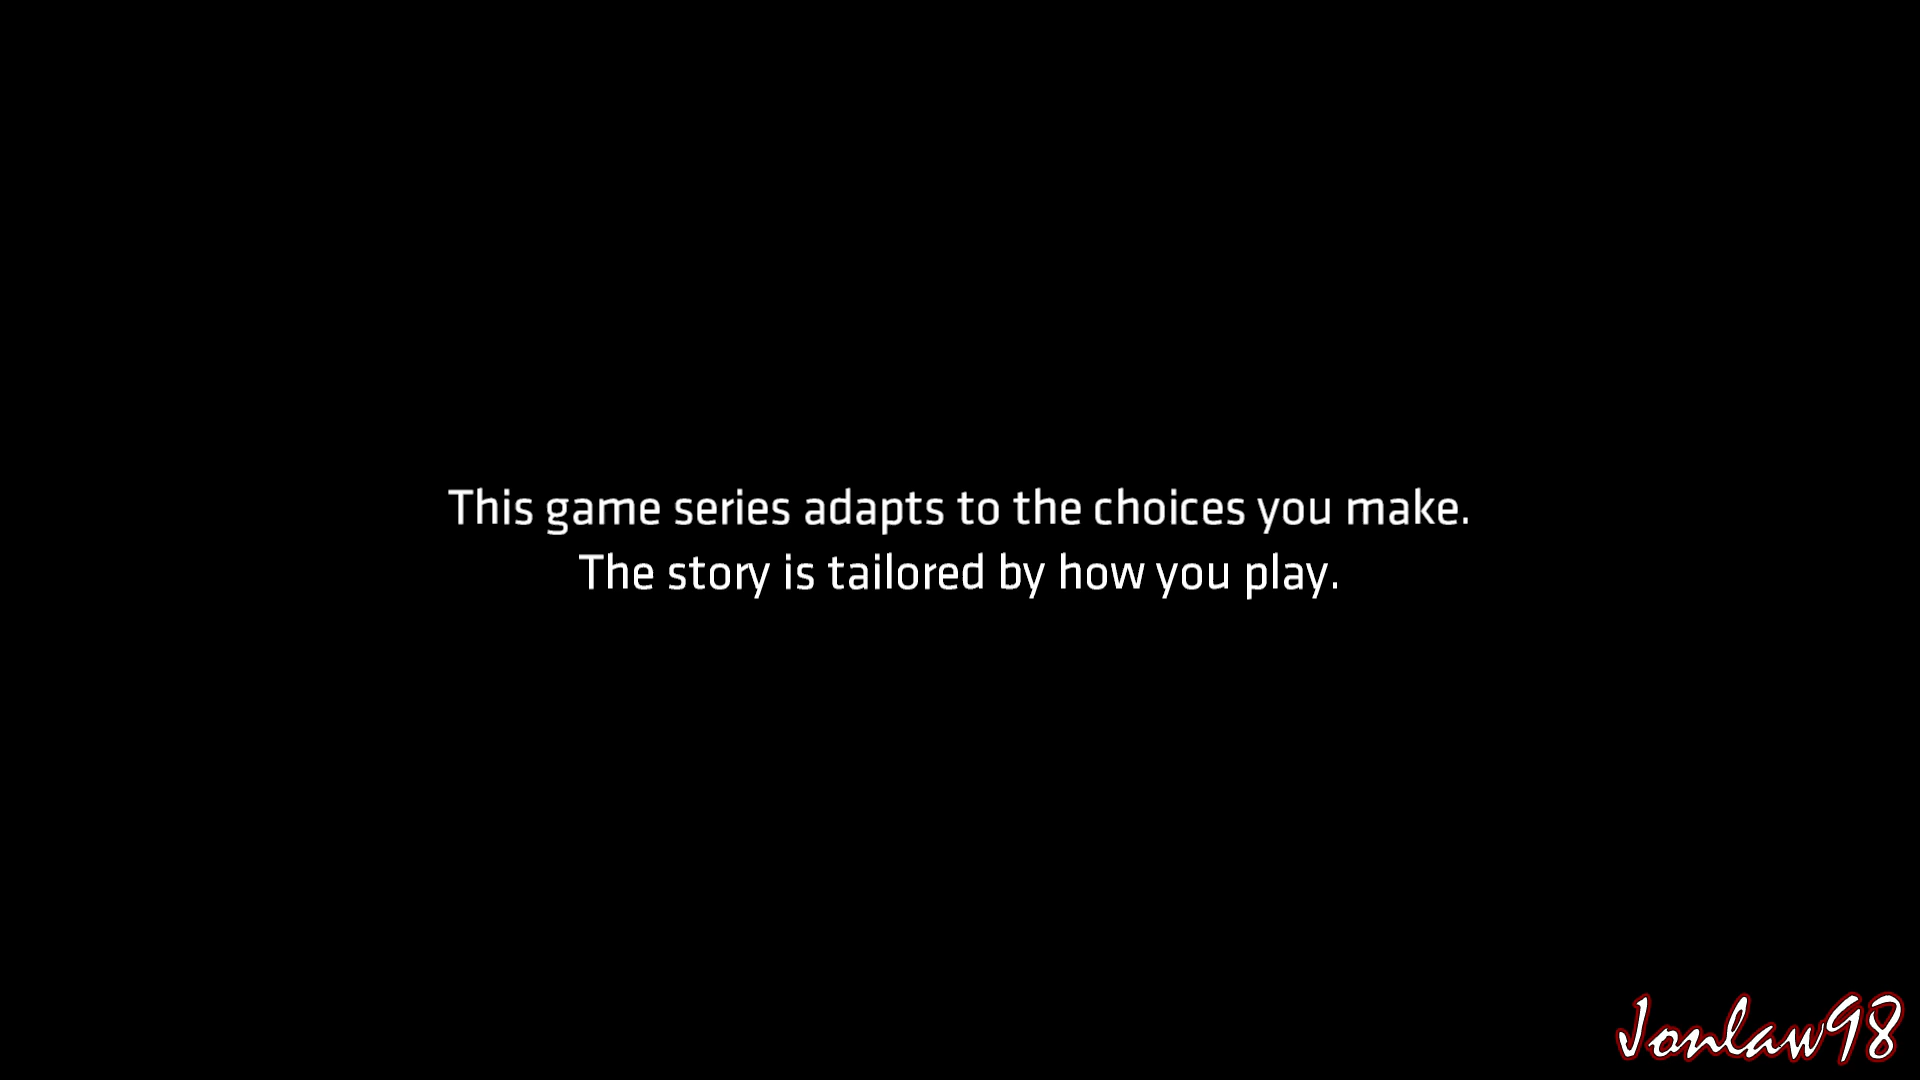 This game series adapts to the choices you make.
The story is tailored by how you play.
Jonlaw98